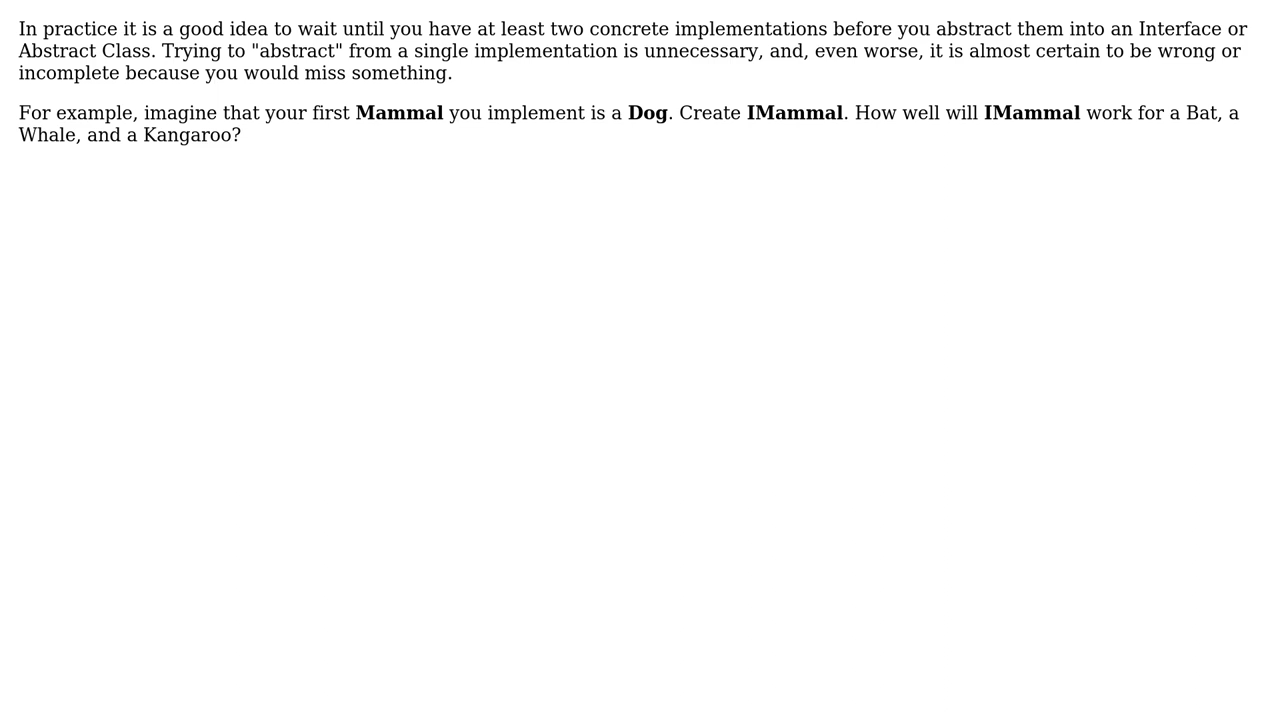 In practice it is a good idea to wait until you have at least two concrete implementations before you abstract them into an Interface or
Abstract Class. Trying to "abstract" from a single implementation is unnecessary, and, even worse, it is almost certain to be wrong or
incomplete because you would miss something.
For example, imagine that your first Mammal you implement is a Dog. Create IMammal. How well will IMammal work for a Bat, a
Whale, and a Kangaroo?